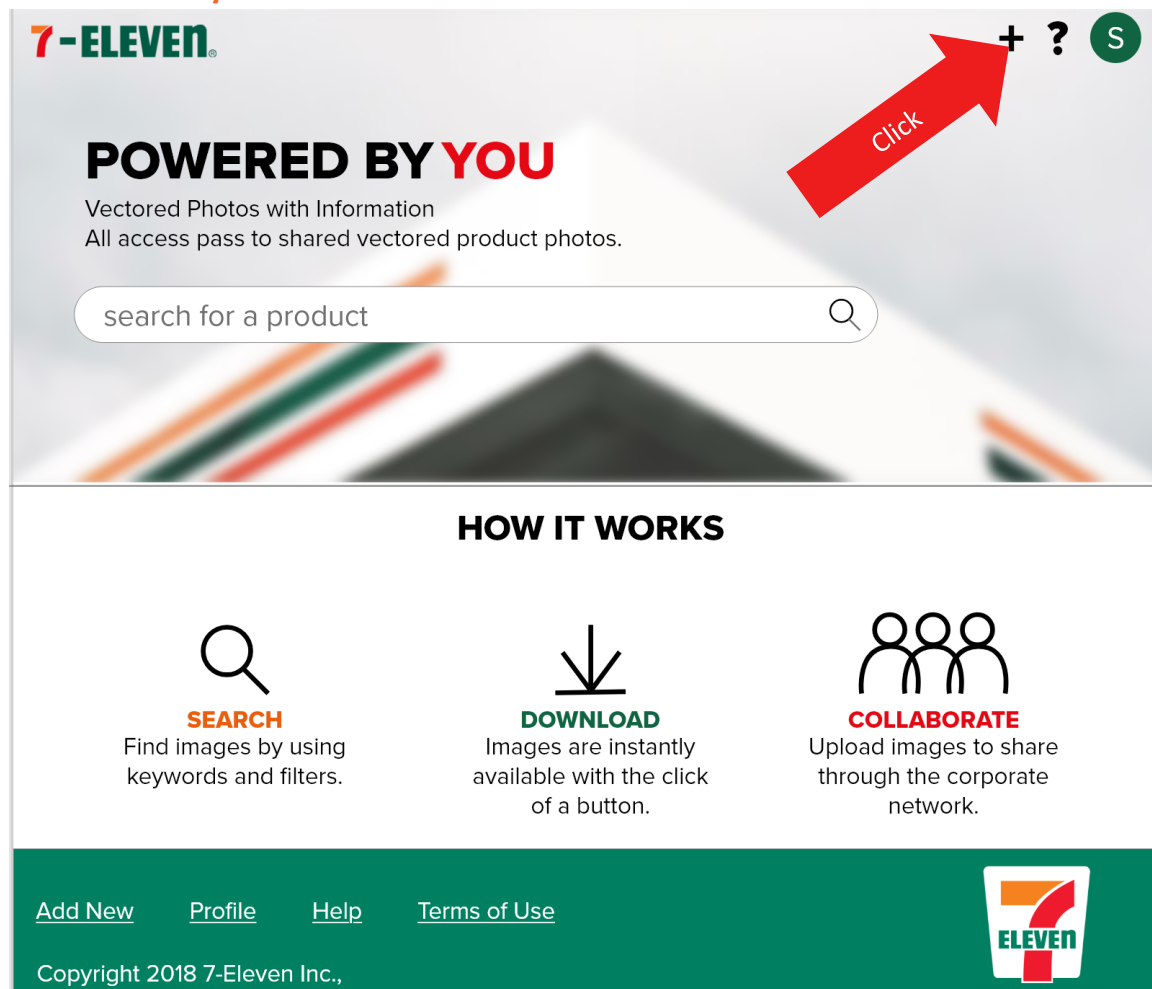 7-ELEVEN®
+ ? S
Click
POWERED BY YOU
Vectored Photos with Information
All access pass to shared vectored product photos.
search for a product
HOW IT WORKS
SEARCH
Find images by using
keywords and filters.
DOWNLOAD
Images are instantly
available with the click
of a button.
COLLABORATE
Upload images to share
through the corporate
network.
Add New Profile Help Terms of Use
Copyright 2018 7-Eleven Inc.,
7
ELEVEN